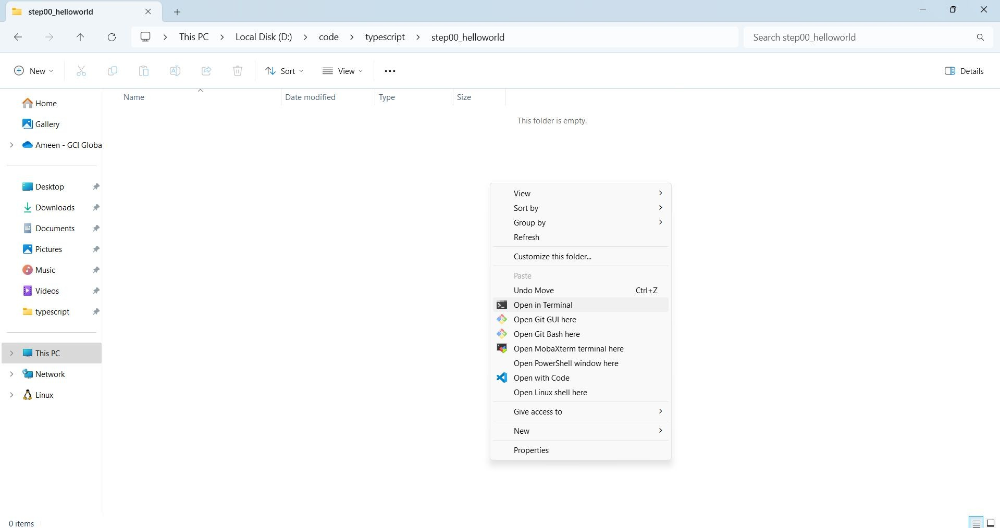 step00_helloworld
This PC > Local Disk (D:) > code > typescript > step00_helloworld
Search step00_helloworld
New
Sort
View
Details
Name
Date modified
Type
Size
This folder is empty.
Home
Gallery
Ameen - GCI Globa
Desktop
Downloads
Documents
Pictures
Music
Videos
typescript
This PC
Network
Linux
View
Sort by
Group by
Refresh
Customize this folder...
Paste
Undo Move Ctrl+Z
Open in Terminal
Open Git GUI here
Open Git Bash here
Open MobaXterm terminal here
Open PowerShell window here
Open with Code
Open Linux shell here
Give access to
New
Properties
0 items